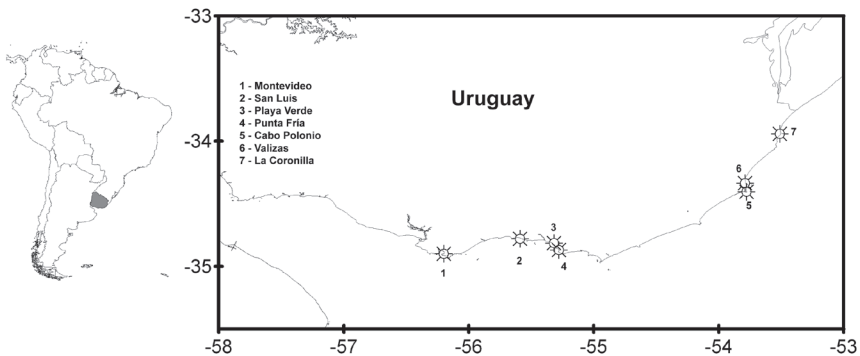 -33
1 - Montevideo
2 - San Luis
3 - Playa Verde
4 - Punta Fría
5 - Cabo Polonio
6 - Valizas
7 - La Coronilla
Uruguay
-34
7
6
5
3
-35
1
2
4
-58
-57
-56
-55
-54
-53